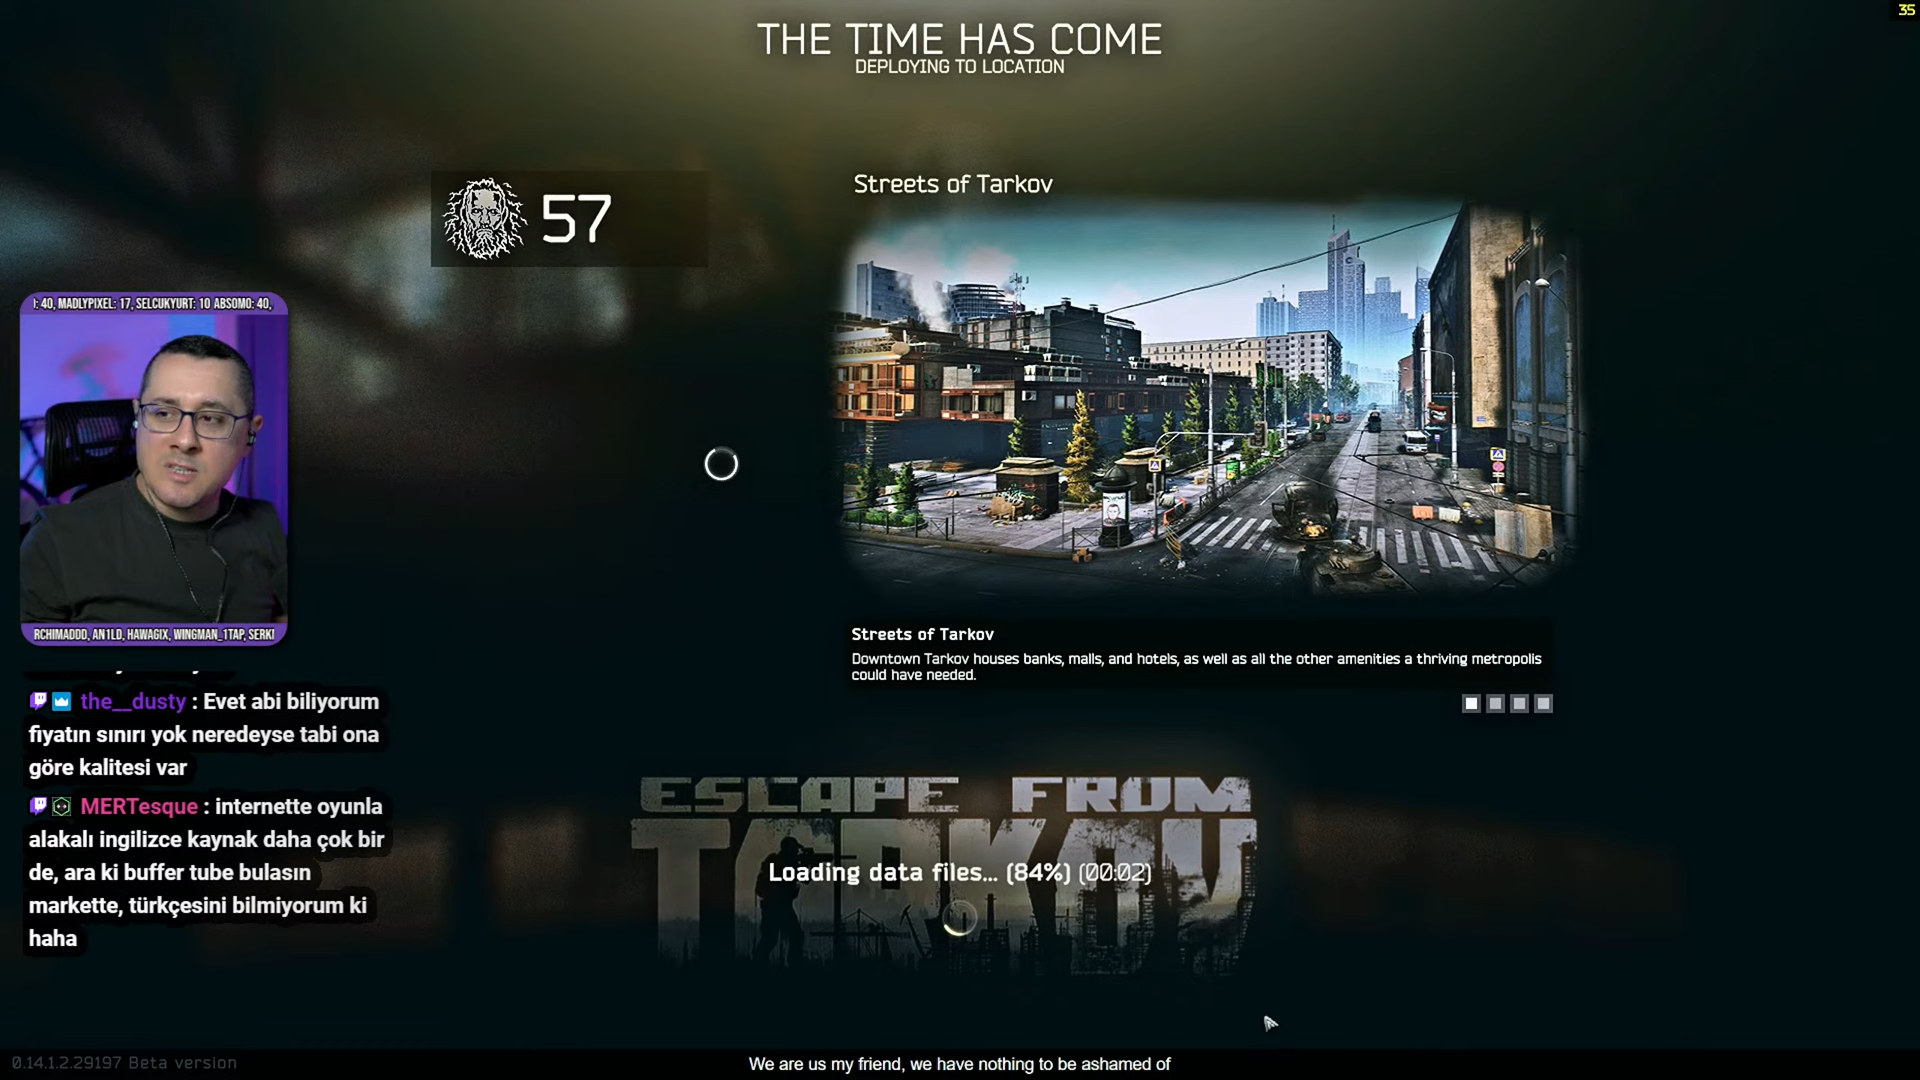 35
THE TIME HAS COME
DEPLOYING TO LOCATION
57
Streets of Tarkov
: 40, MADLYPIXEL: 17, SELCUKYURT: 10 ABSOMO: 40,
RCHIMADDD, AN1LD, HAWAGIX, WINGMAN_1TAP, SERK
Streets of Tarkov
Downtown Tarkov houses banks, malls, and hotels, as well as all the other amenities a thriving metropolis
could have needed.
the__dusty : Evet abi biliyorum
fiyatın sınırı yok neredeyse tabi ona
göre kalitesi var
MERTesque : internette oyunla
alakalı ingilizce kaynak daha çok bir
de, ara ki buffer tube bulasın
markette, türkçesini bilmiyorum ki
haha
ESCAPE FROM
TARKOV
Loading data files... (84%) (00:02)
0.14.1.2.29197 Beta version
We are us my friend, we have nothing to be ashamed of